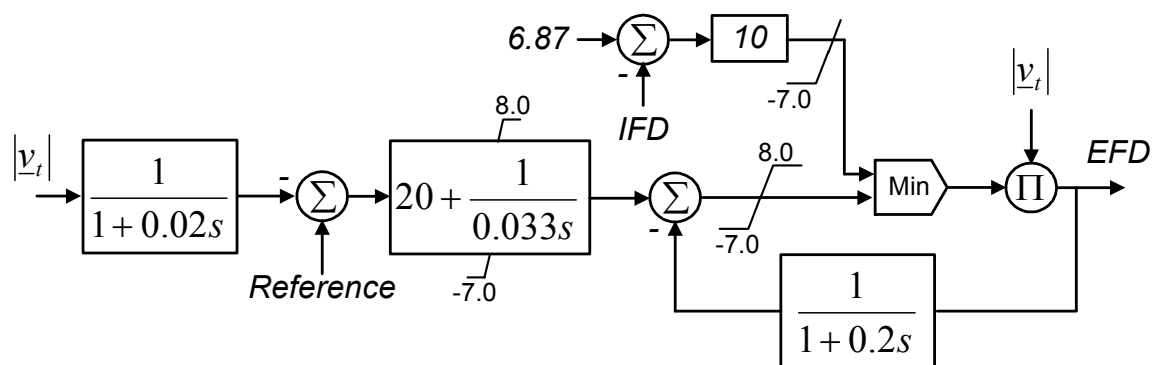 6.87
Σ
-
10
-7.0
IFD
|v_t|
EFD
|v_t|
1
1+0.02s
-
Σ
Reference
8.0
20+
1
0.033s
-7.0
Σ
-
8.0
-7.0
Min
Π
1
1+0.2s